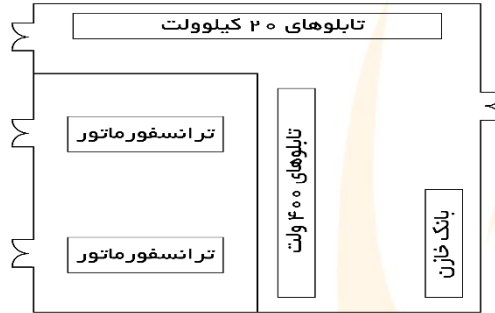 تابلوهای ۲۰ کیلوولت
ترانسفورماتور
تابلوهای ۴۰۰ ولت
بانک خازن
ترانسفورماتور